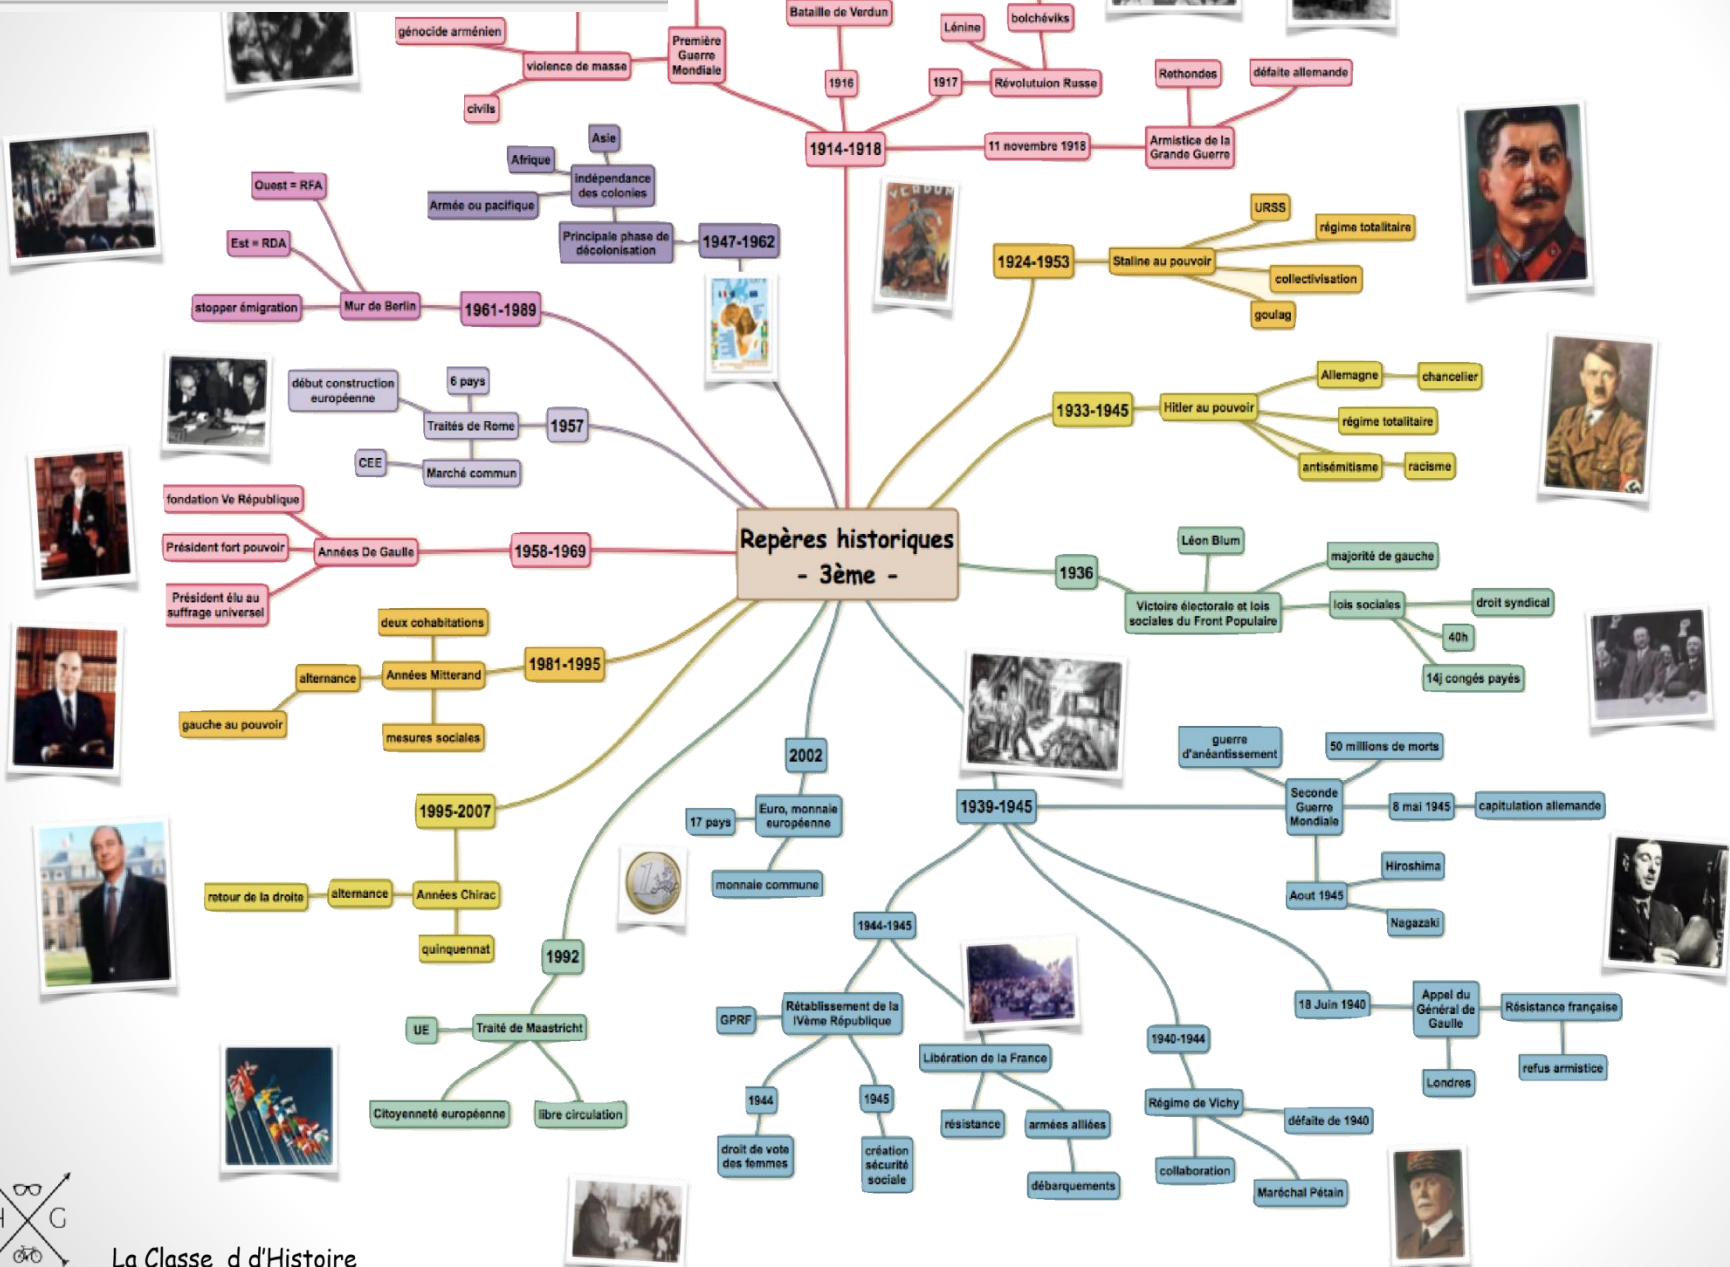 Bataille de Verdun
bolchéviks
Lénine
génocide arménien
Première
Guerre
Mondiale
violence de masse
civils
1916
1917
Révolutuion Russe
Rethondes
défaite allemande
1914-1918
11 novembre 1918
Armistice de la
Grande Guerre
Asie
Afrique
indépendance
des colonies
Armée ou pacifique
Principale phase de
décolonisation
1947-1962
VERDUN
Ouest = RFA
Est = RDA
stopper émigration
Mur de Berlin
1961-1989
URSS
régime totalitaire
1924-1953
Staline au pouvoir
collectivisation
goulag
début construction
européenne
6 pays
Traités de Rome
1957
CEE
Marché commun
Allemagne
chancelier
1933-1945
Hitler au pouvoir
régime totalitaire
antisémitisme
racisme
fondation Ve République
Président fort pouvoir
Années De Gaulle
1958-1969
Président élu au
suffrage universel
Repères historiques
- 3ème -
1936
Léon Blum
majorité de gauche
Victoire électorale et lois
sociales du Front Populaire
lois sociales
droit syndical
40h
14j congés payés
deux cohabitations
alternance
Années Mitterand
1981-1995
gauche au pouvoir
mesures sociales
1995-2007
retour de la droite
alternance
Années Chirac
quinquennat
2002
17 pays
Euro, monnaie
européenne
monnaie commune
1
1992
UE
Traité de Maastricht
Citoyenneté européenne
libre circulation
1939-1945
guerre
d'anéantissement
50 millions de morts
Seconde
Guerre
Mondiale
8 mai 1945
capitulation allemande
Aout 1945
Hiroshima
Nagazaki
1944-1945
GPRF
Rétablissement de la
IVème République
1944
droit de vote
des femmes
1945
création
sécurité
sociale
Libération de la France
résistance
armées alliées
débarquements
1940-1944
Régime de Vichy
défaite de 1940
collaboration
Maréchal Pétain
18 Juin 1940
Appel du
Général de
Gaulle
Résistance française
Londres
refus armistice
H G
La Classe d d'Histoire